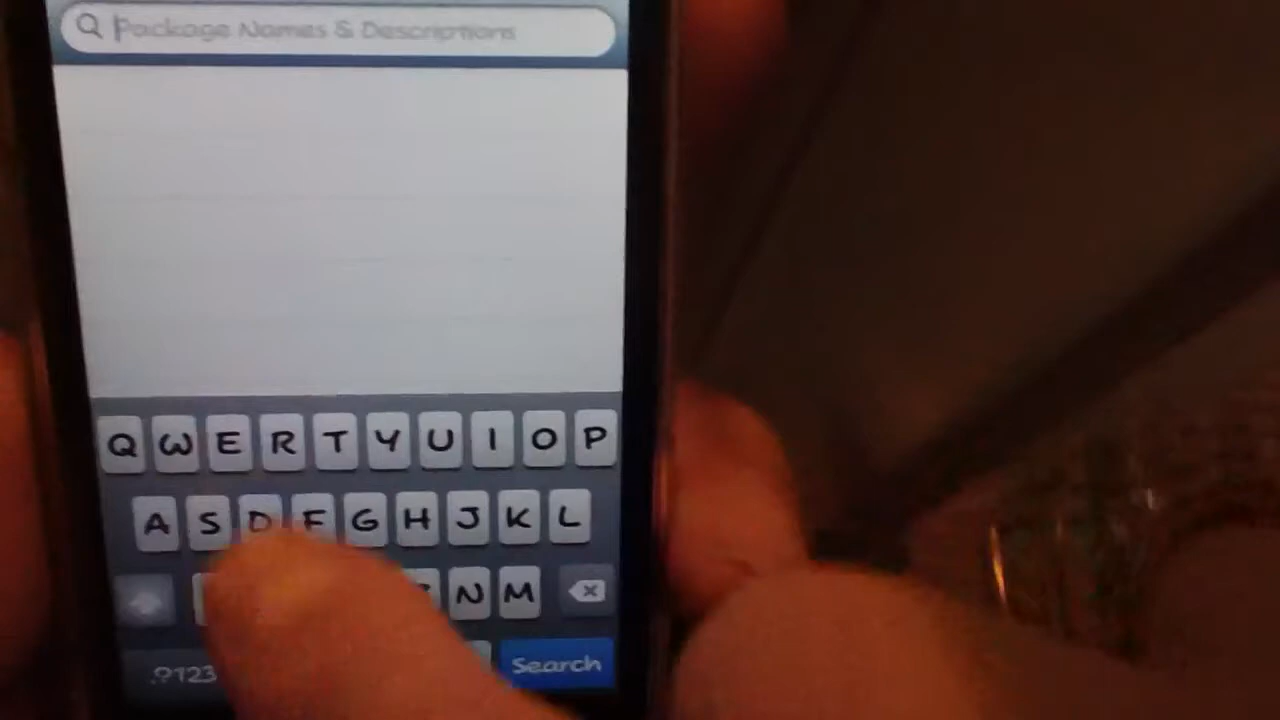 Package Names & Descriptions
Q W E R T Y U I O P
A S D F G H J K L
N M
.?123 Search